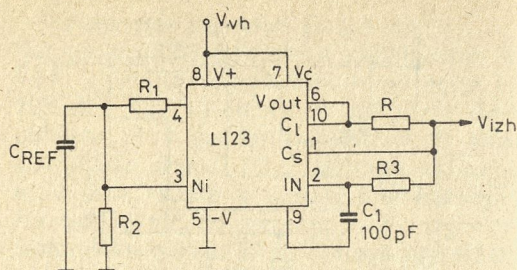 Vvh
8 V+ 7 Vc
R1 4 Vout 6
L123 Cl 10 R Vizh
CREF Cs 1
3 Ni IN 2 R3
R2 5 -V 9 C1
100pF